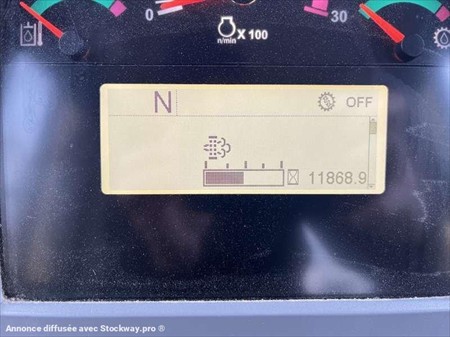 0
30
n/min X 100
N
OFF
11868.9
Annonce diffusée avec Stockway.pro ®